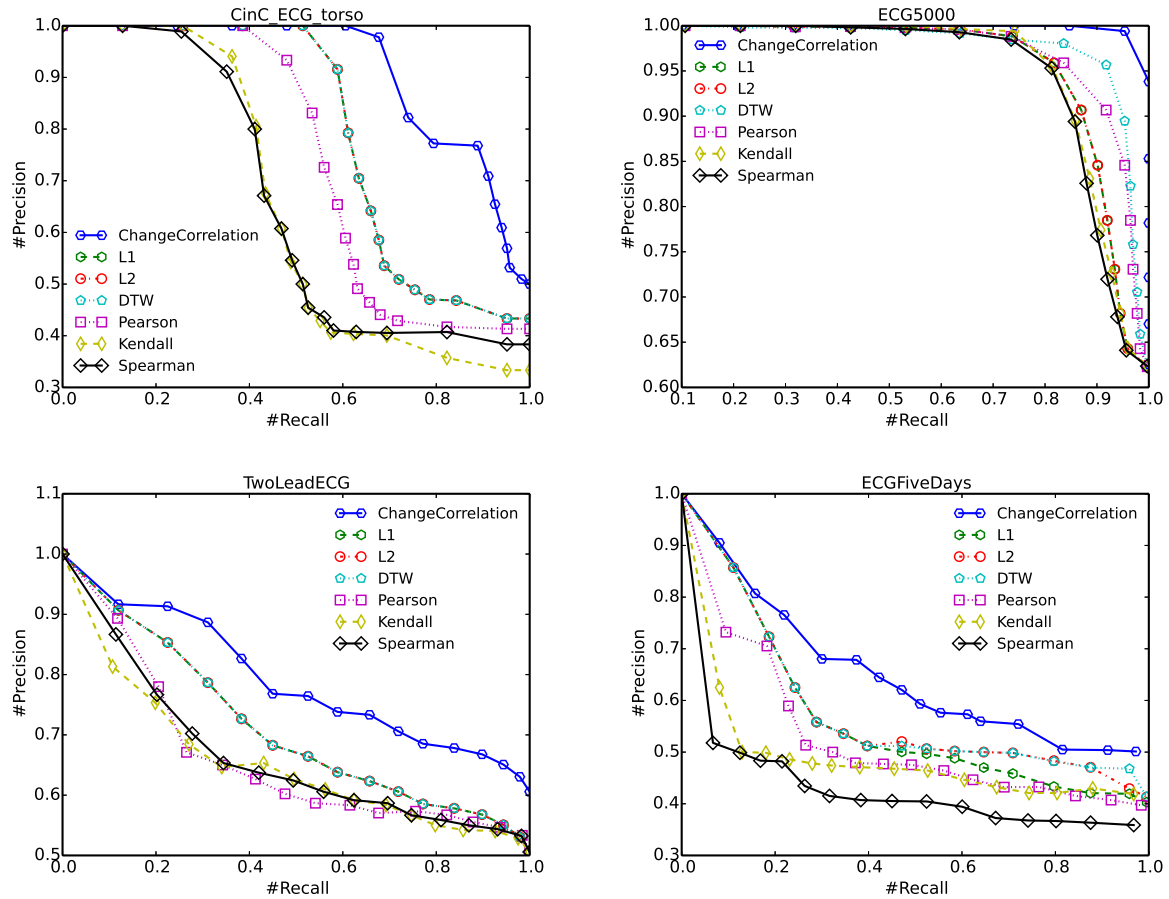 CinC_ECG_torso
1.0
0.9
0.8
0.7
0.6
0.5
0.4
0.3
#Precision
ChangeCorrelation
L1
L2
DTW
Pearson
Kendall
Spearman
0.0 0.2 0.4 0.6 0.8 1.0
#Recall
ECG5000
1.00
0.95
0.90
0.85
0.80
0.75
0.70
0.65
0.60
#Precision
ChangeCorrelation
L1
L2
DTW
Pearson
Kendall
Spearman
0.1 0.2 0.3 0.4 0.5 0.6 0.7 0.8 0.9 1.0
#Recall
TwoLeadECG
1.1
1.0
0.9
0.8
0.7
0.6
0.5
#Precision
ChangeCorrelation
L1
L2
DTW
Pearson
Kendall
Spearman
0.0 0.2 0.4 0.6 0.8 1.0
#Recall
ECGFiveDays
1.0
0.9
0.8
0.7
0.6
0.5
0.4
0.3
#Precision
ChangeCorrelation
L1
L2
DTW
Pearson
Kendall
Spearman
0.0 0.2 0.4 0.6 0.8 1.0
#Recall